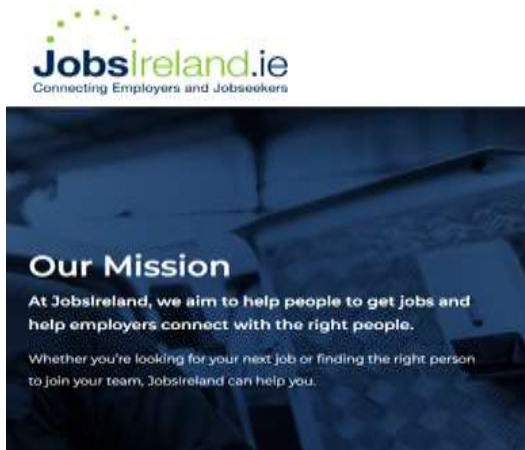 JobsIreland.ie
Connecting Employers and Jobseekers
Our Mission
At JobsIreland, we aim to help people to get jobs and
help employers connect with the right people.
Whether you're looking for your next job or finding the right person
to join your team, JobsIreland can help you.